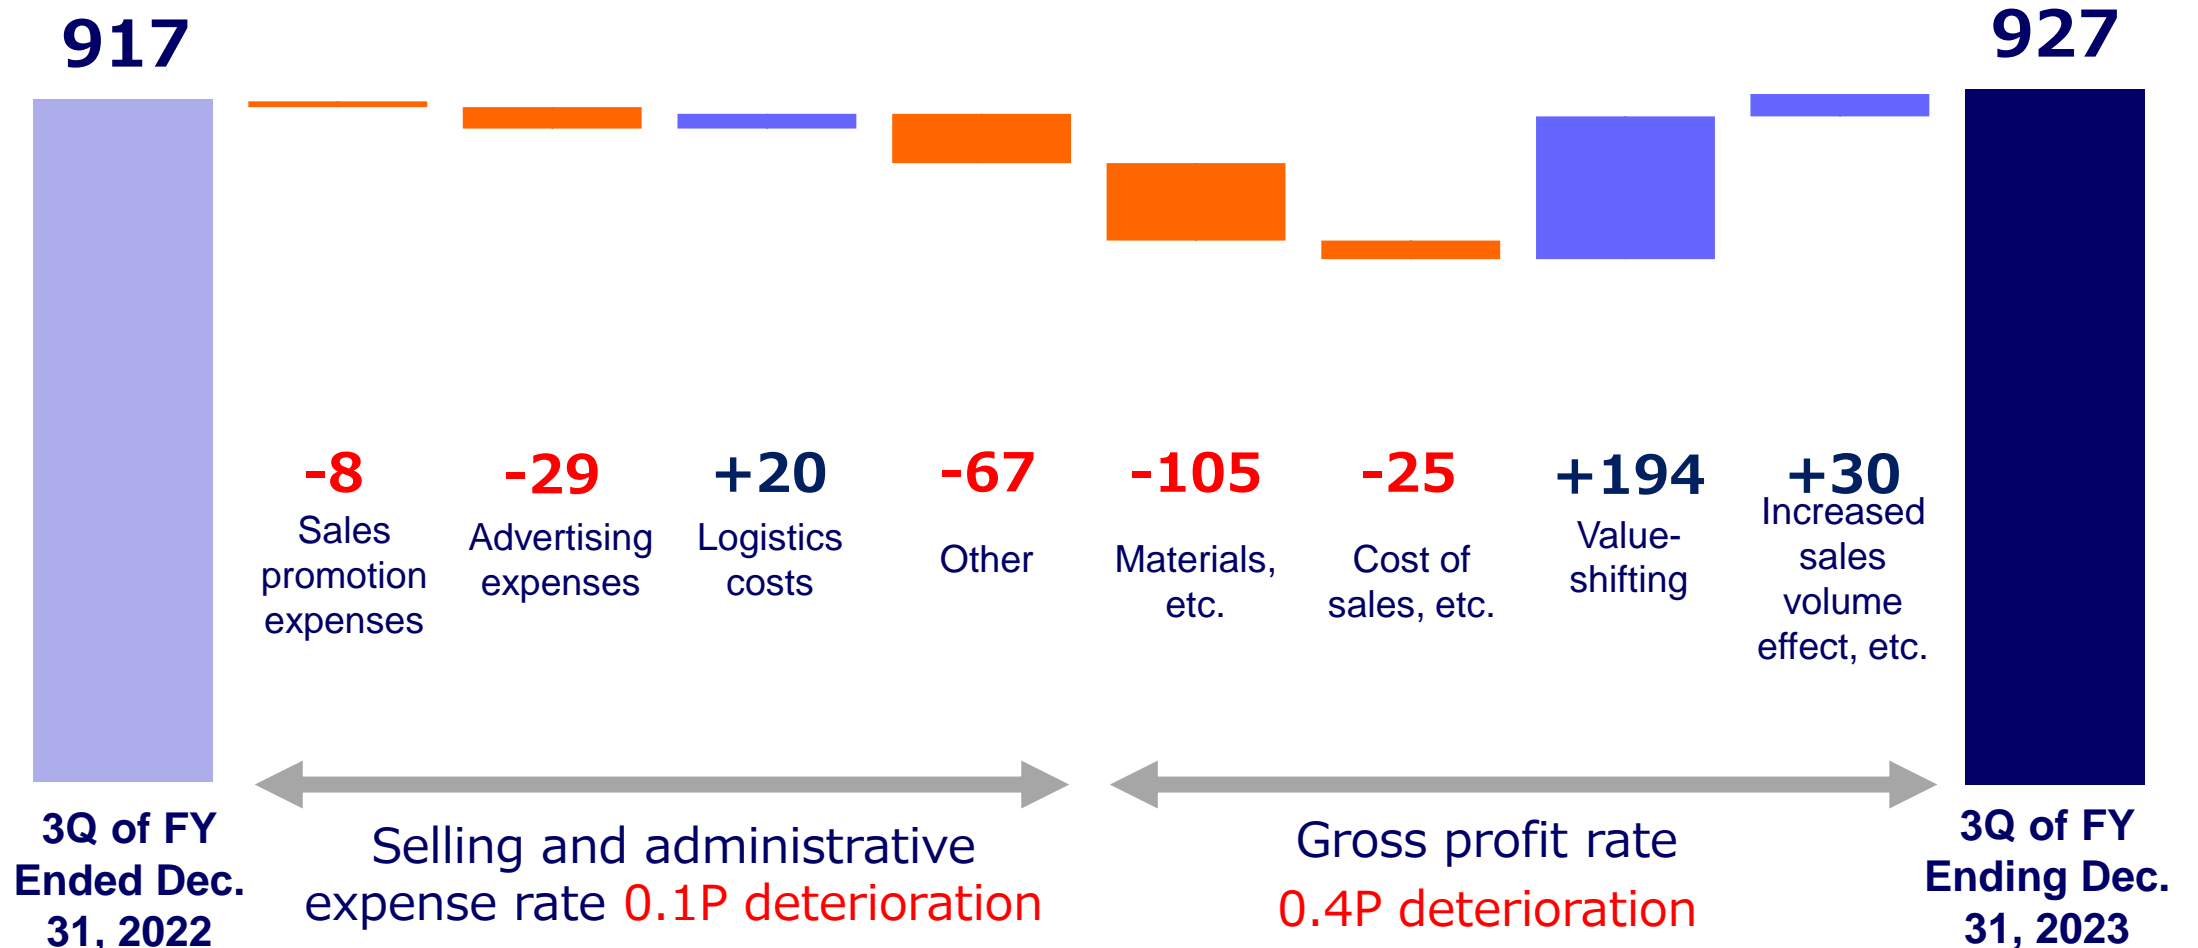 917
927
-8
-29
+20
-67
-105
-25
+194
+30
Sales
promotion
expenses
Advertising
expenses
Logistics
costs
Other
Materials,
etc.
Cost of
sales, etc.
Value-
shifting
Increased
sales
volume
effect, etc.
3Q of FY
Ended Dec.
31, 2022
Selling and administrative
expense rate 0.1P deterioration
Gross profit rate
0.4P deterioration
3Q of FY
Ending Dec.
31, 2023